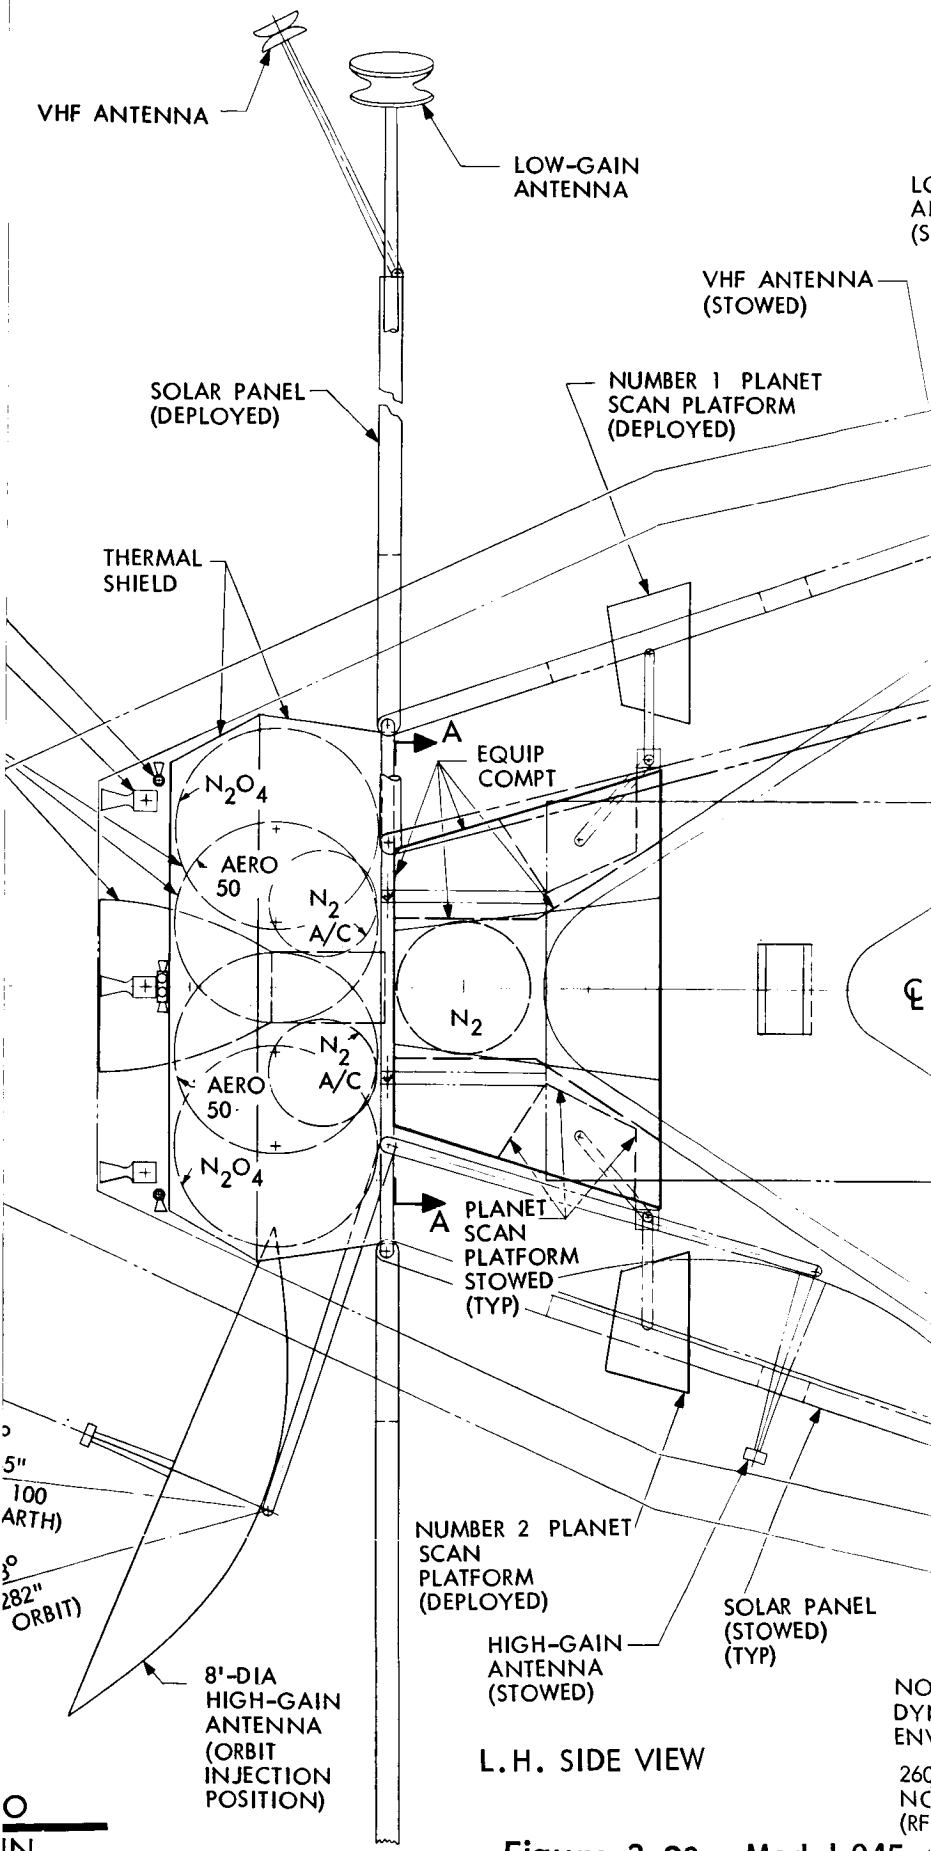 VHF ANTENNA
LOW-GAIN
ANTENNA
VHF ANTENNA
(STOWED)
SOLAR PANEL
(DEPLOYED)
NUMBER 1 PLANET
SCAN PLATFORM
(DEPLOYED)
THERMAL
SHIELD
A
EQUIP
COMPT
N2O4
AERO
50
N2
A/C
N2
℄
N2
A/C
AERO
50
N2O4
A
PLANET
SCAN
PLATFORM
STOWED
(TYP)
5"
100
ARTH)
282"
ORBIT)
NUMBER 2 PLANET
SCAN
PLATFORM
(DEPLOYED)
SOLAR PANEL
(STOWED)
(TYP)
HIGH-GAIN
ANTENNA
(STOWED)
8'-DIA
HIGH-GAIN
ANTENNA
(ORBIT
INJECTION
POSITION)
L.H. SIDE VIEW
260